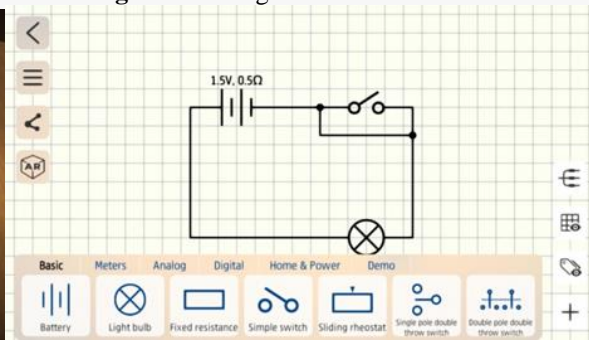 1.5V, 0.5Ω
AR
Basic Meters Analog Digital Home & Power Demo
Battery Light bulb Fixed resistance Simple switch Sliding rheostat Single pole double throw switch Double pole double throw switch